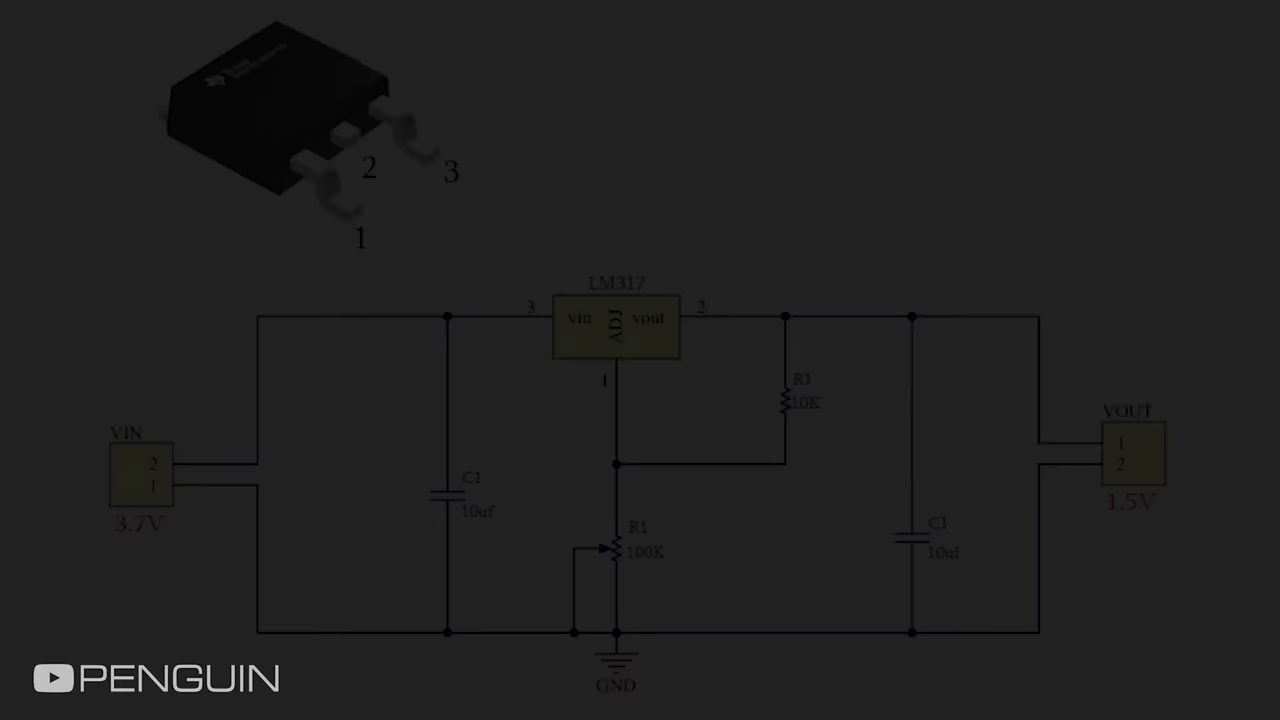 2
3
1
LM317
3
vin
ADJ
vout
2
1
R1
10K
VIN
2
1
3.7V
C1
10uf
R1
100K
VOUT
1
2
1.5V
C1
10uf
GND
PENGUIN